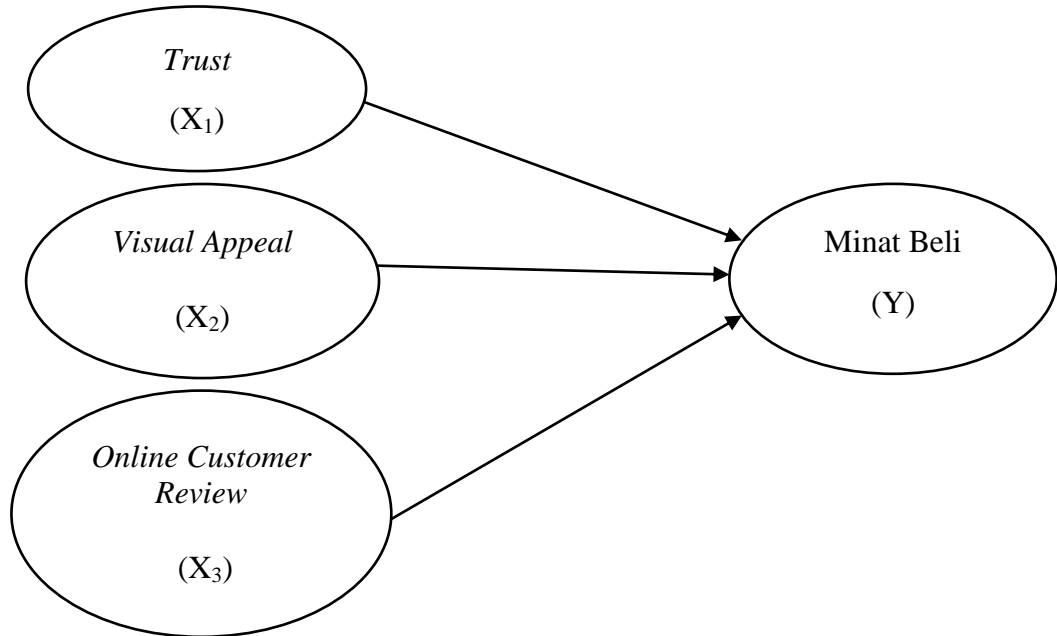 Trust
(X₁)
Visual Appeal
(X₂)
Online Customer
Review
(X₃)
Minat Beli
(Y)